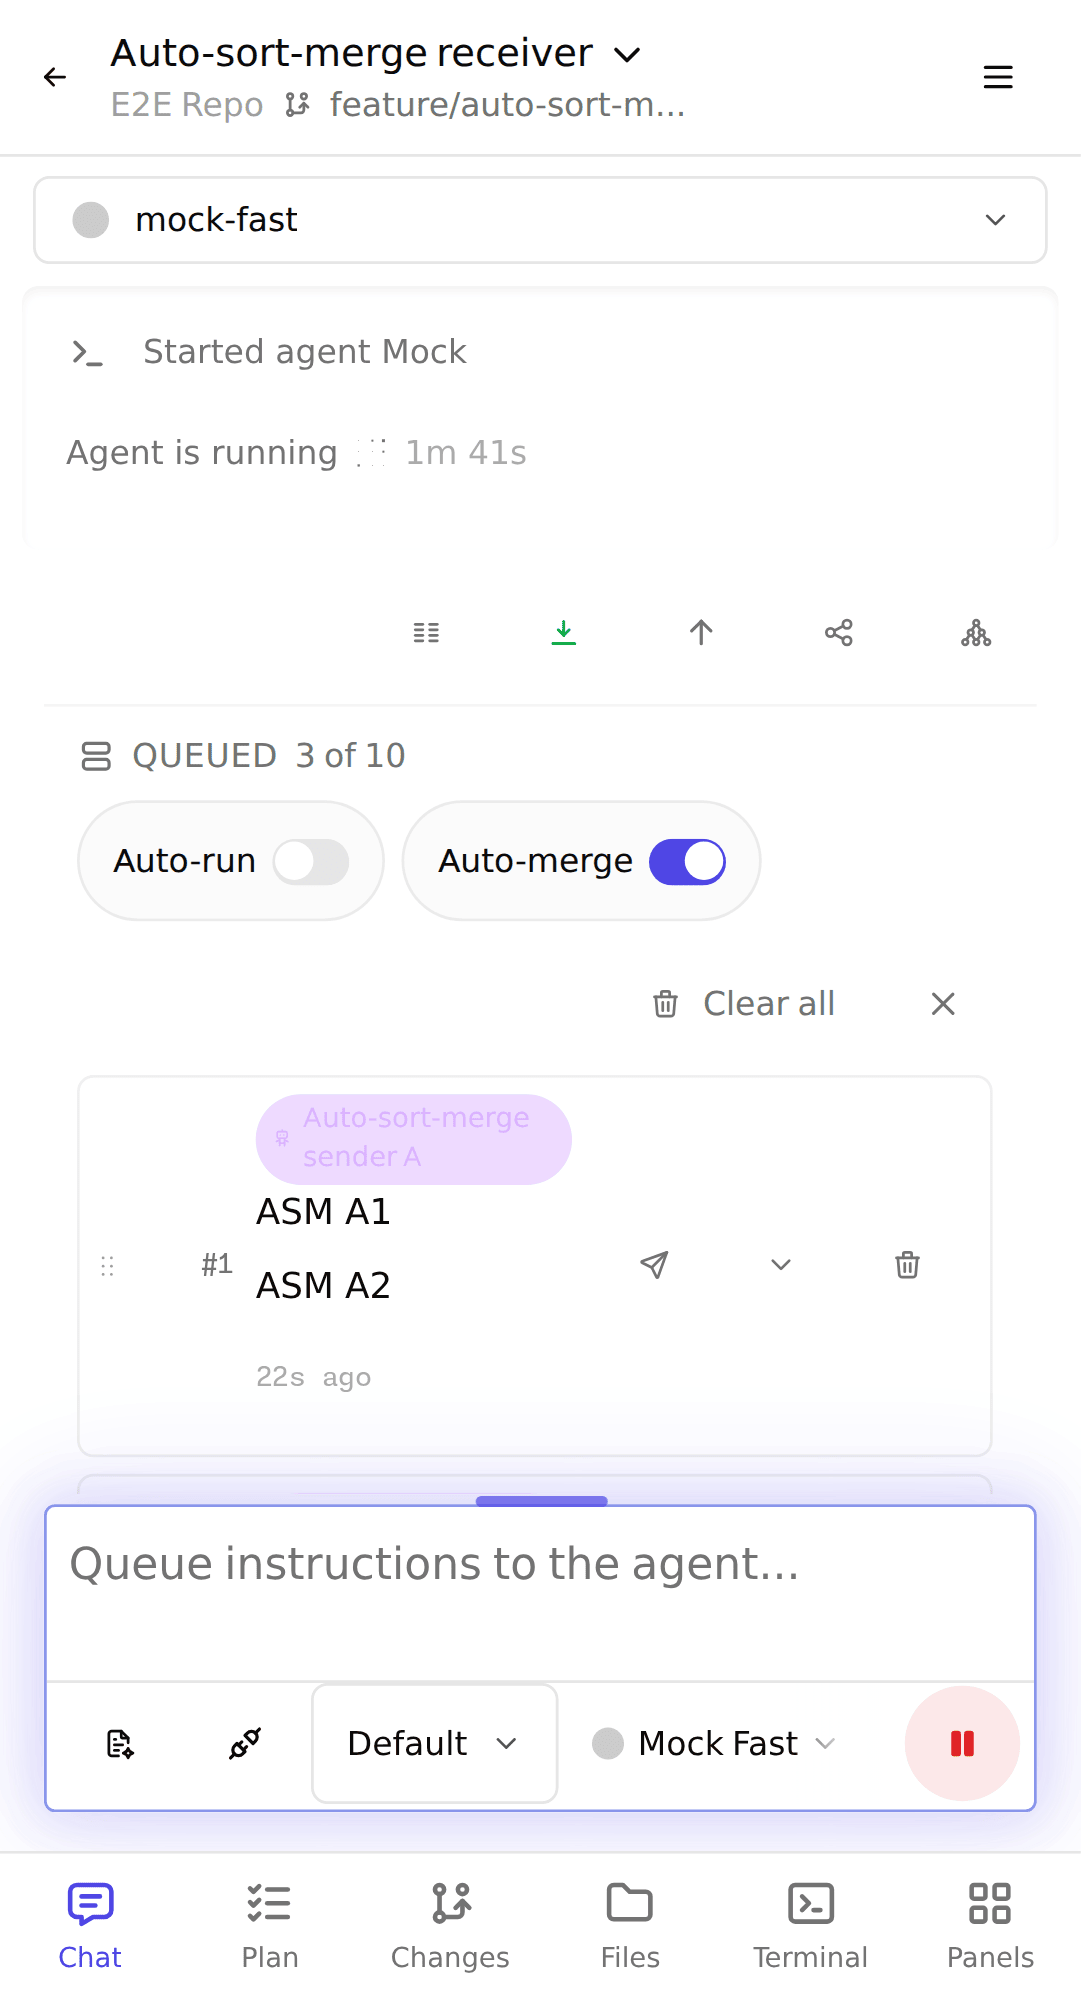 Auto-sort-merge receiver
E2E Repo feature/auto-sort-m...
mock-fast
Started agent Mock
Agent is running 1m 41s
QUEUED 3 of 10
Auto-run Auto-merge
Clear all
Auto-sort-merge
sender A
ASM A1
#1
ASM A2
22s ago
Queue instructions to the agent...
Default Mock Fast
Chat Plan Changes Files Terminal Panels